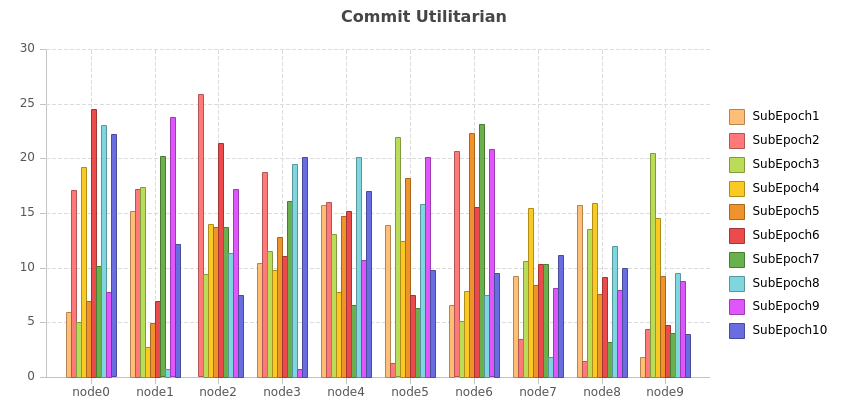 Commit Utilitarian
30
25
20
15
10
5
0
node0 node1 node2 node3 node4 node5 node6 node7 node8 node9
SubEpoch1
SubEpoch2
SubEpoch3
SubEpoch4
SubEpoch5
SubEpoch6
SubEpoch7
SubEpoch8
SubEpoch9
SubEpoch10